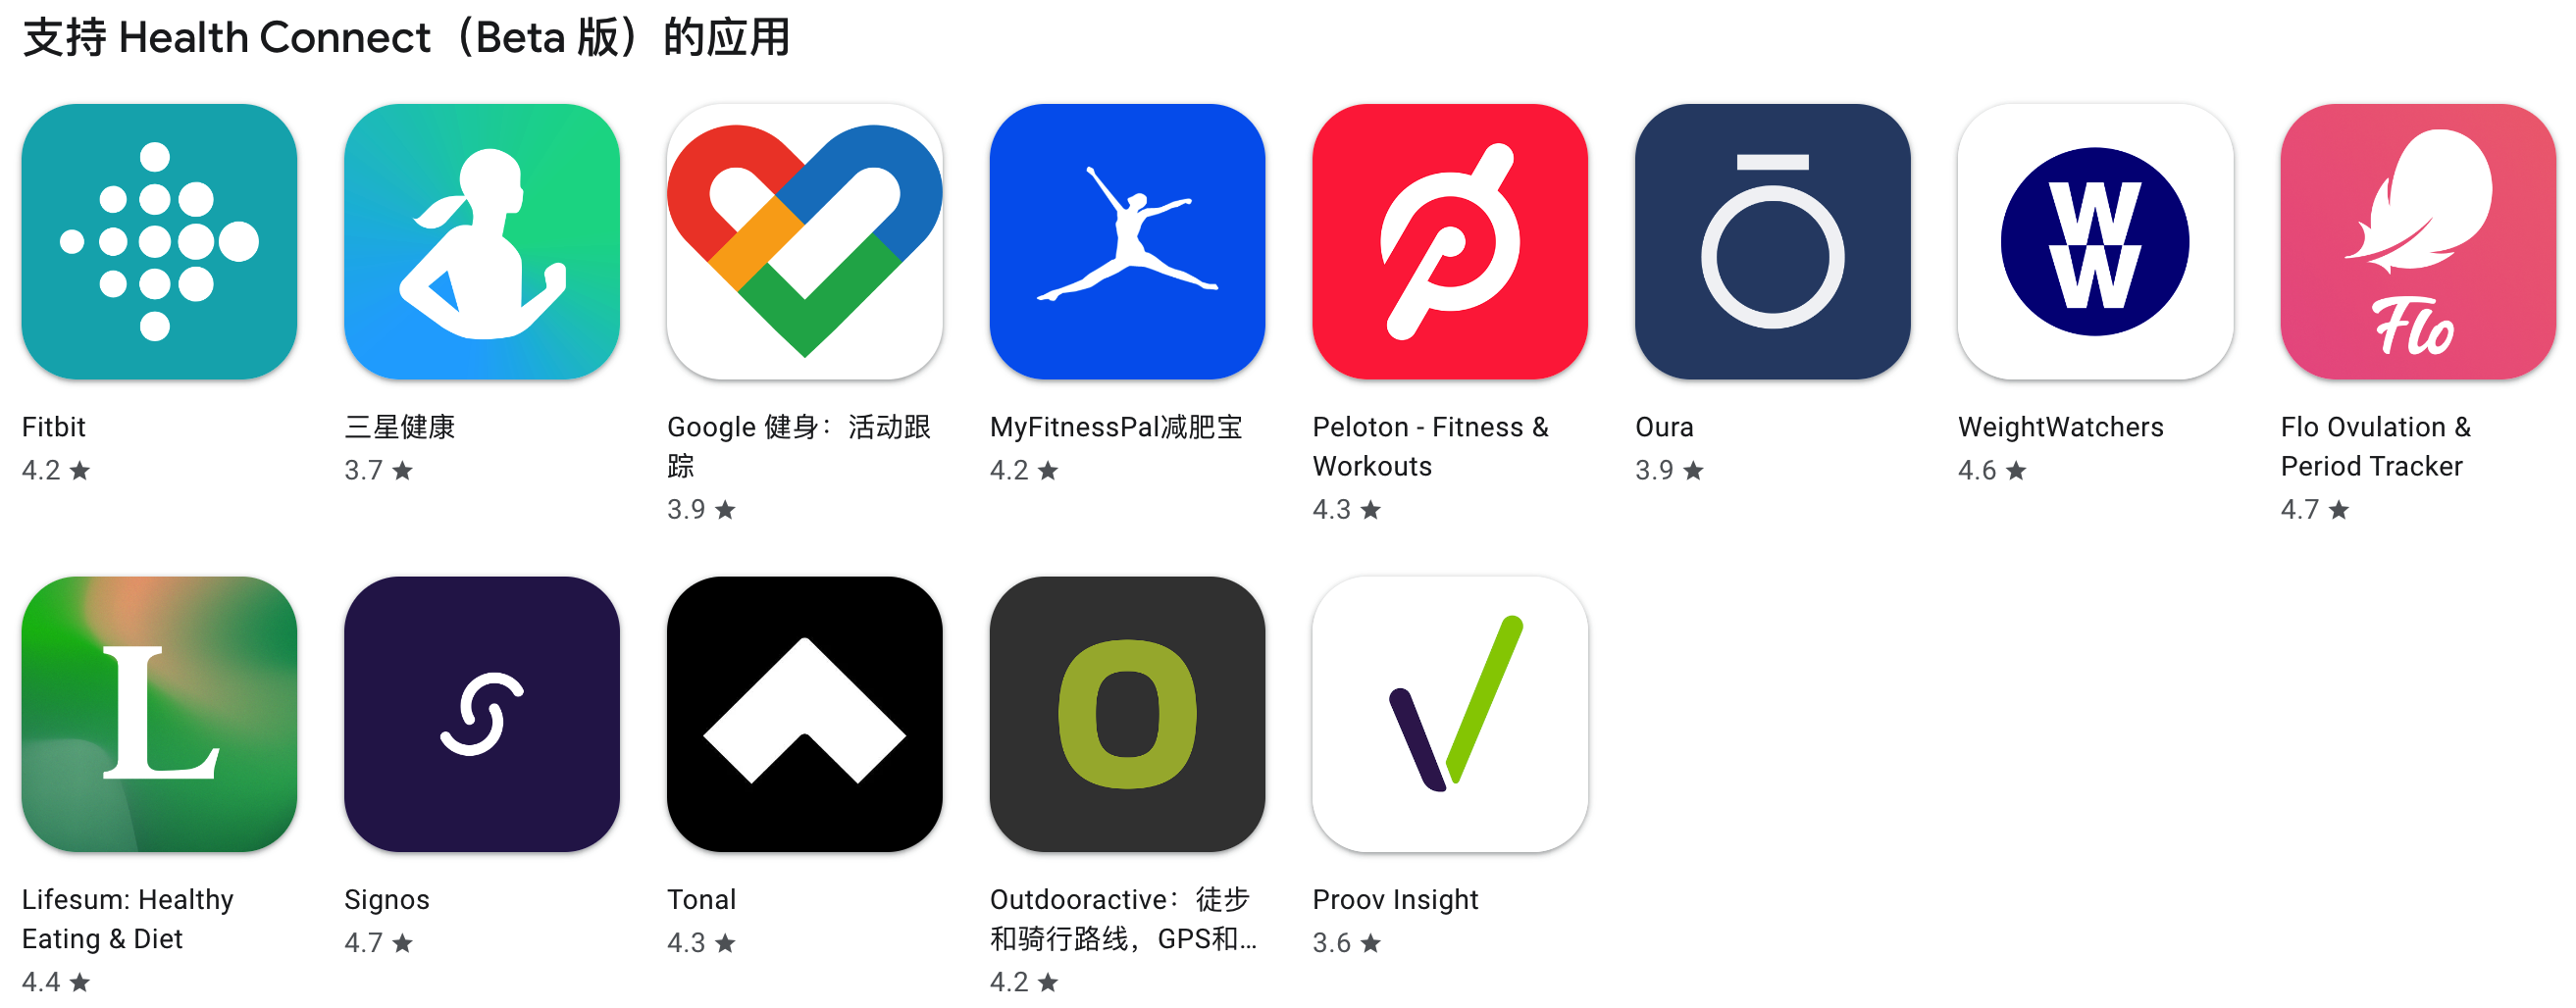 支持 Health Connect（Beta 版）的应用
W
W
Flo
Fitbit
4.2 ★
三星健康
3.7 ★
Google 健身：活动跟
踪
3.9 ★
MyFitnessPal减肥宝
4.2 ★
Peloton - Fitness &
Workouts
4.3 ★
Oura
3.9 ★
WeightWatchers
4.6 ★
Flo Ovulation &
Period Tracker
4.7 ★
L
O
Lifesum: Healthy
Eating & Diet
4.4 ★
Signos
4.7 ★
Tonal
4.3 ★
Outdooractive：徒步
和骑行路线，GPS和...
4.2 ★
Proov Insight
3.6 ★